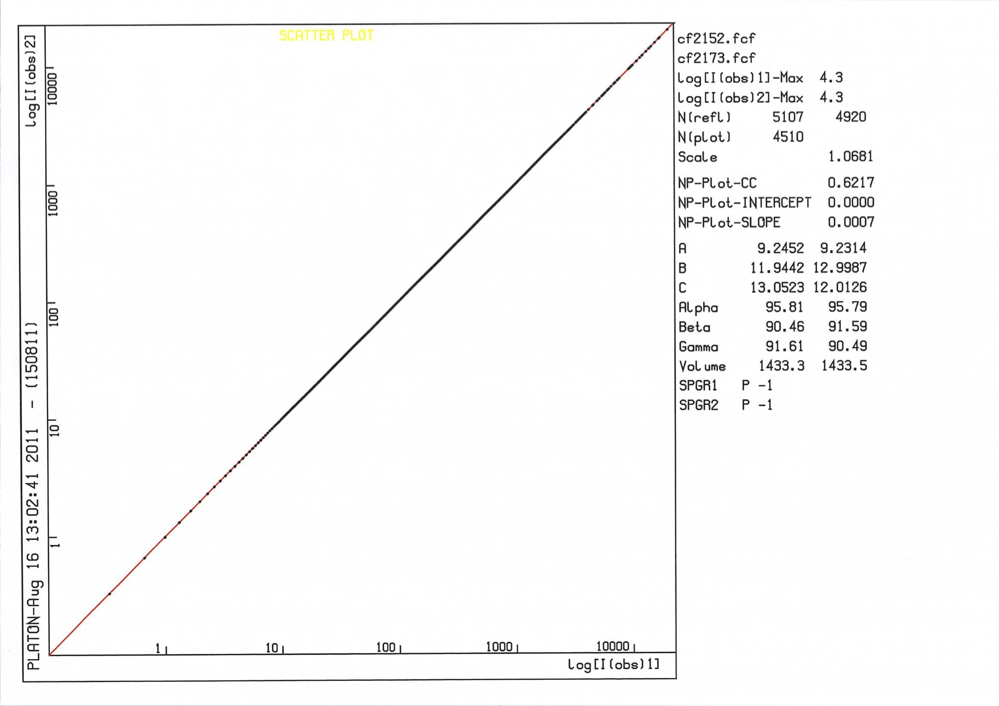 SCATTER PLOT
log[I(obs)2]
PLATON-Aug 16 13:02:41 2011 - (150811)
10000
1000
100
10
1
1 10 100 1000 10000
log[I(obs)1]
cf2152.fcf
cf2173.fcf
log[I(obs)1]-Max 4.3
log[I(obs)2]-Max 4.3
N(refl) 5107 4920
N(plot) 4510
Scale 1.0681
NP-Plot-CC 0.6217
NP-Plot-INTERCEPT 0.0000
NP-Plot-SLOPE 0.0007
A 9.2452 9.2314
B 11.9442 12.9987
C 13.0523 12.0126
Alpha 95.81 95.79
Beta 90.46 91.59
Gamma 91.61 90.49
Volume 1433.3 1433.5
SPGR1 P -1
SPGR2 P -1